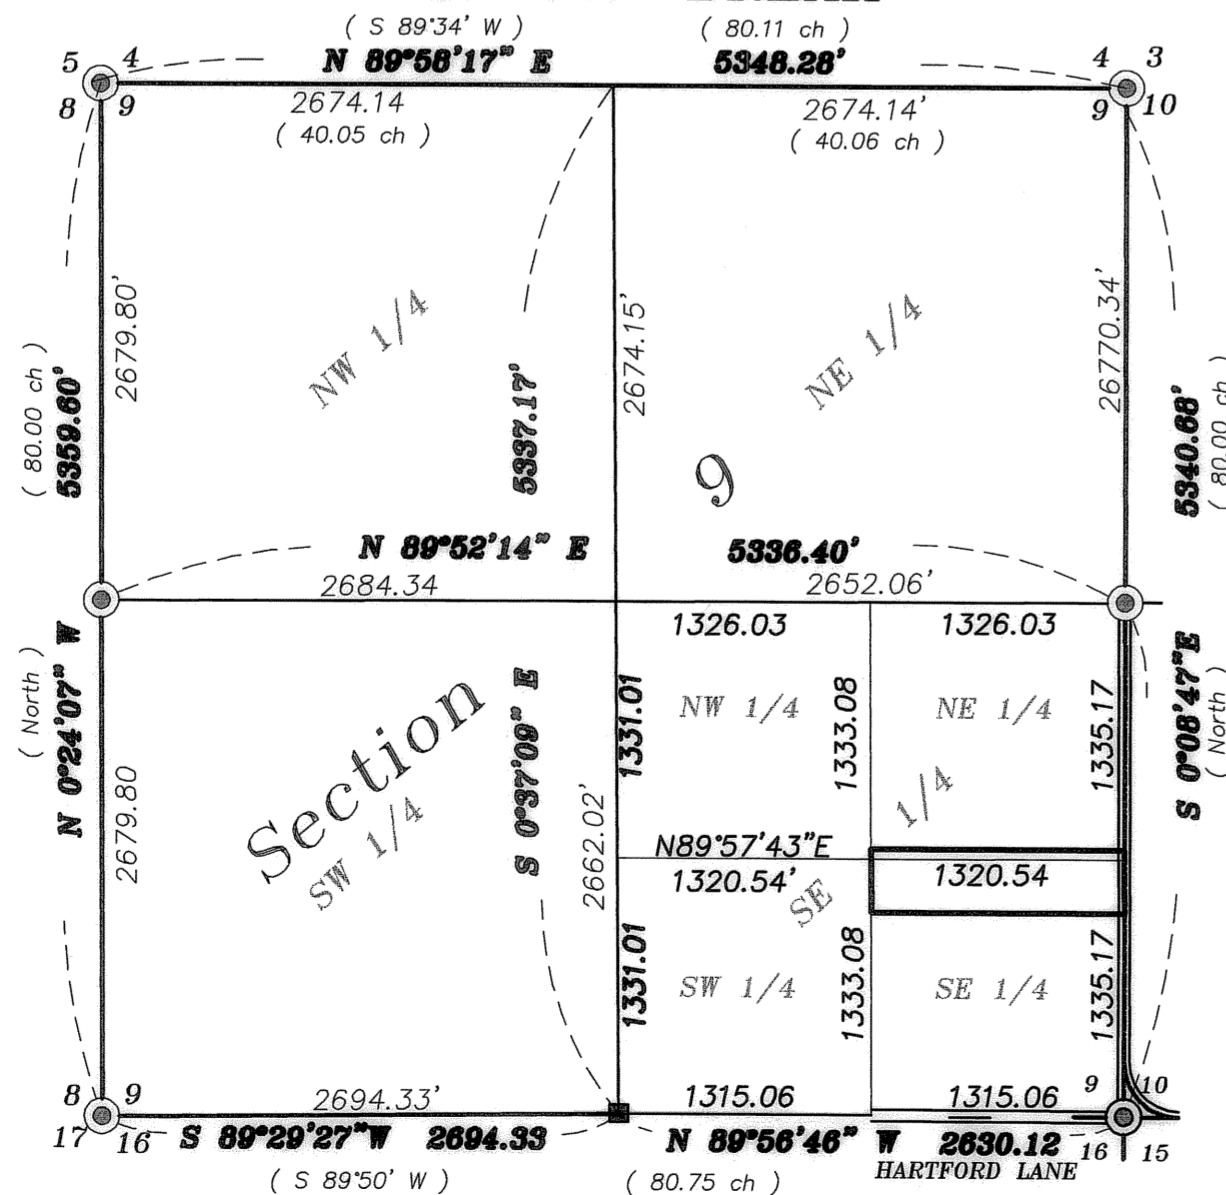 ( S 89°34' W ) ( 80.11 ch )
N 89°58'17" E 5348.28'
5 4 4 3
8 9 9 10
2674.14 2674.14'
( 40.05 ch ) ( 40.06 ch )
2679.80'
NW 1/4
5337.17'
2674.15'
NE 1/4
26770.34'
( 80.00 ch )
5359.60'
5340.68'
( 80.00 ch )
9
N 89°52'14" E 5336.40'
2684.34 2652.06'
1326.03 1326.03
( North )
N 0°24'07" W
2679.80
Section
SW 1/4
S 0°37'09" E
2662.02'
1331.01
NW 1/4
1333.08
NE 1/4
1335.17
S 0°08'47"E
( North )
1/4
SE
N89°57'43"E
1320.54' 1320.54
1331.01
SW 1/4
1333.08
SE 1/4
1335.17
8 9 9 10
2694.33' 1315.06 1315.06
17 16 S 89°29'27"W 2694.33 N 89°56'46" W 2630.12 16 15
HARTFORD LANE
( S 89°50' W ) ( 80.75 ch )